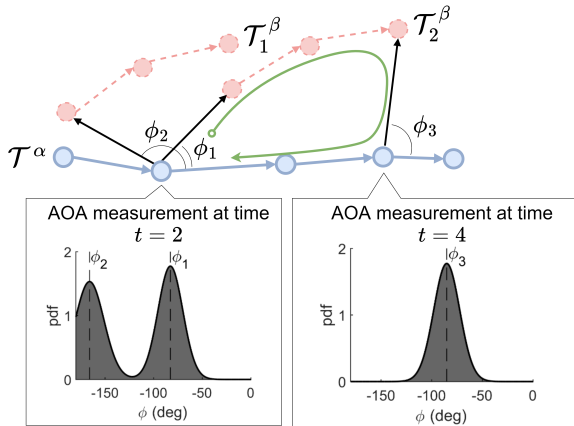 𝒯₁^β
𝒯₂^β
ϕ₂
ϕ₁
ϕ₃
𝒯^α
AOA measurement at time
t = 2
AOA measurement at time
t = 4
2
1
0
pdf
ϕ₂
ϕ₁
-150
-100
-50
0
ϕ (deg)
2
1
0
pdf
ϕ₃
-150
-100
-50
0
ϕ (deg)